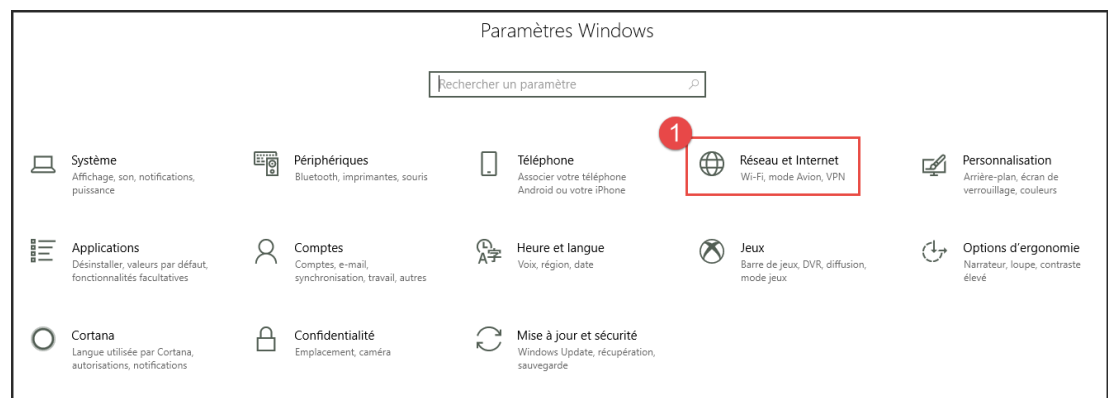 Paramètres Windows
Rechercher un paramètre
1
Système
Affichage, son, notifications,
puissance
Périphériques
Bluetooth, imprimantes, souris
Téléphone
Associer votre téléphone
Android ou votre iPhone
Réseau et Internet
Wi-Fi, mode Avion, VPN
Personnalisation
Arrière-plan, écran de
verrouillage, couleurs
Applications
Désinstaller, valeurs par défaut,
fonctionnalités facultatives
Comptes
Comptes, e-mail,
synchronisation, travail, autres
Heure et langue
Voix, région, date
Jeux
Barre de jeux, DVR, diffusion,
mode jeux
Options d'ergonomie
Narrateur, loupe, contraste
élevé
Cortana
Langue utilisée par Cortana,
autorisations, notifications
Confidentialité
Emplacement, caméra
Mise à jour et sécurité
Windows Update, récupération,
sauvegarde